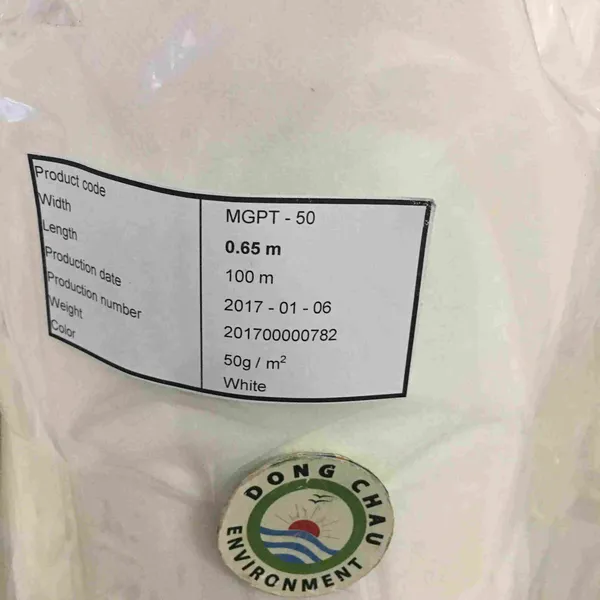 Product code MGPT - 50
Width 0.65 m
Length 100 m
Production date 2017 - 01 - 06
Production number 201700000782
Weight 50g / m²
Color White
DONG CHAU
ENVIRONMENT